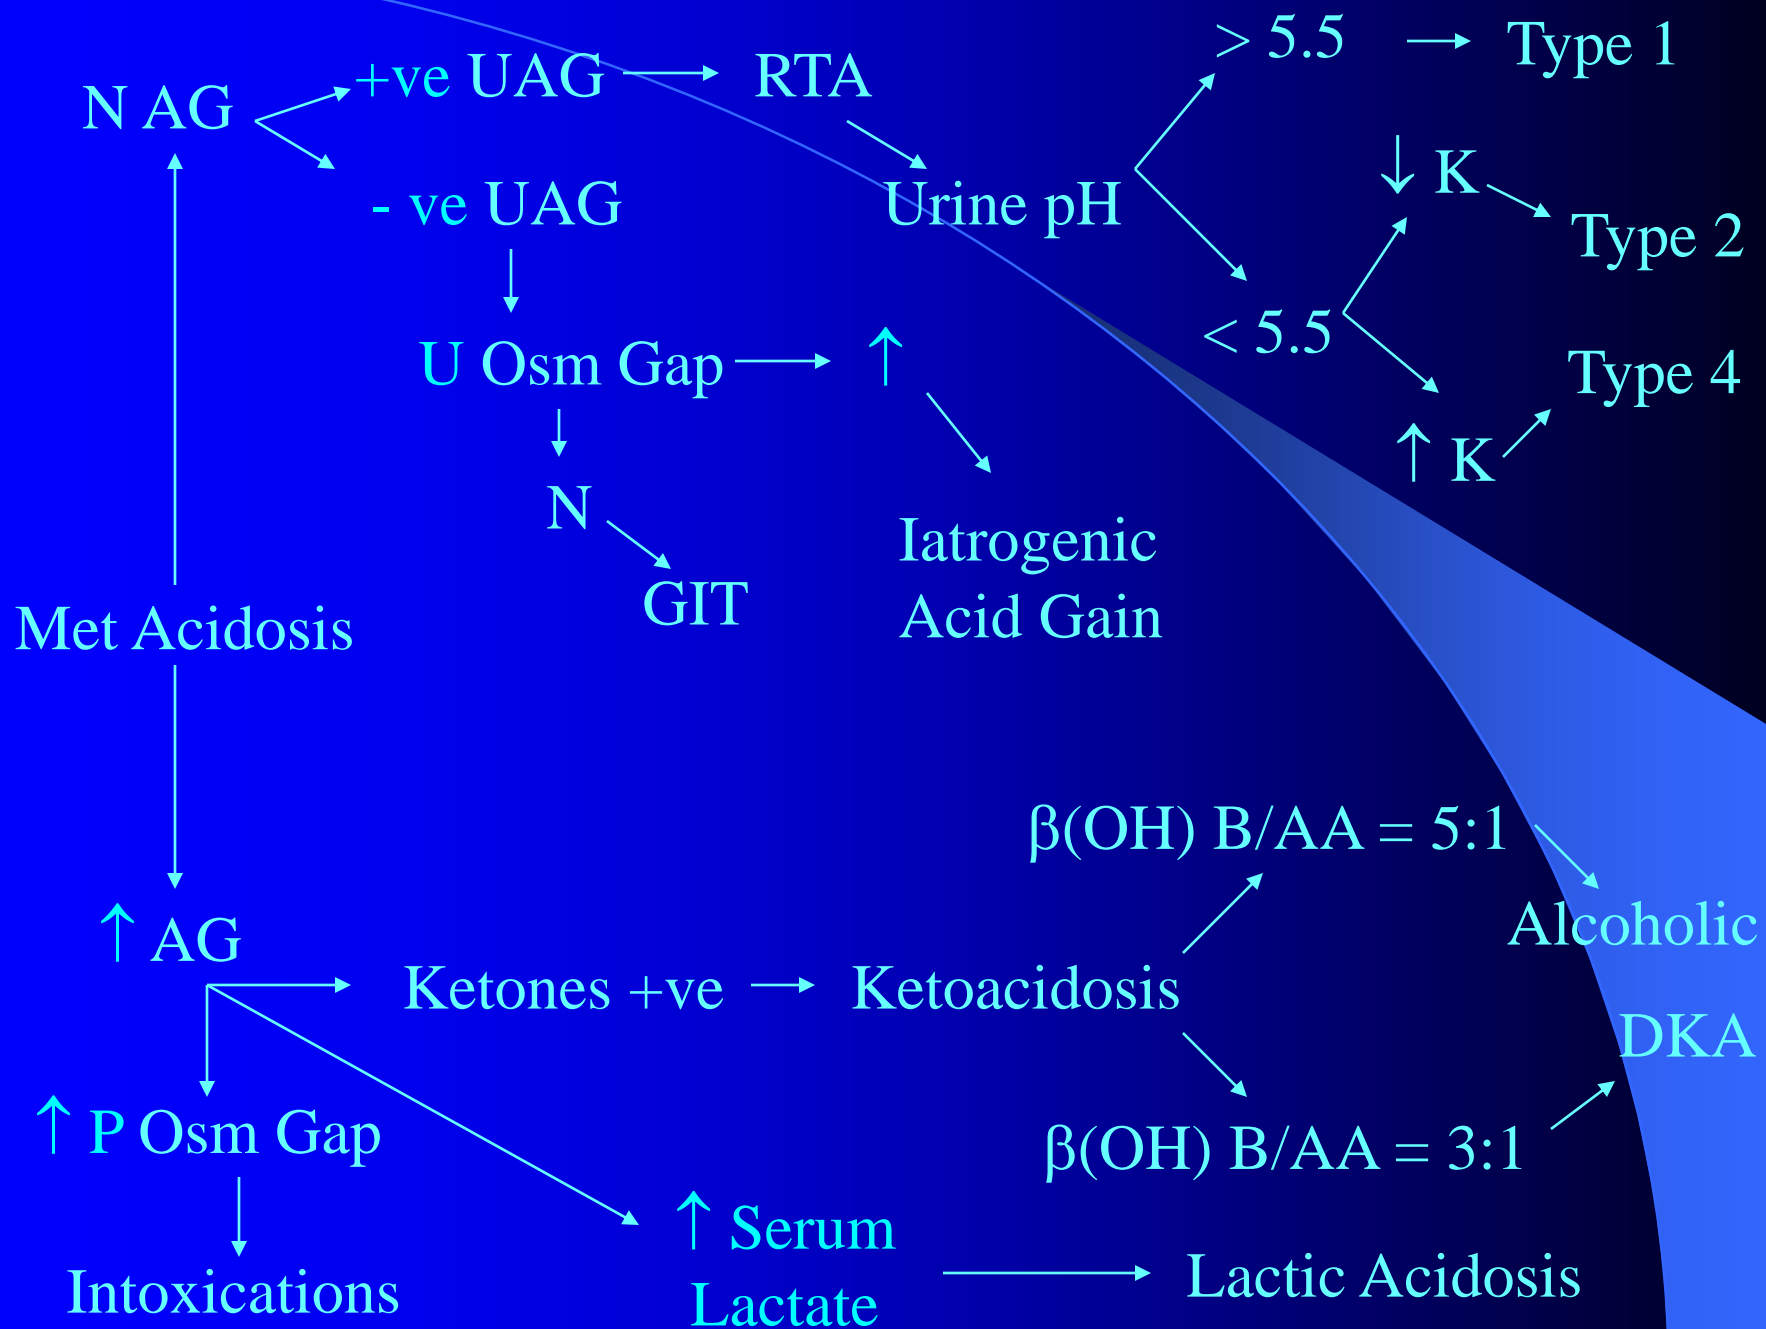 > 5.5
Type 1
+ve UAG
RTA
N AG
↓ K
- ve UAG
Urine pH
Type 2
< 5.5
U Osm Gap
↑
Type 4
↑ K
N
Iatrogenic
Acid Gain
GIT
Met Acidosis
β(OH) B/AA = 5:1
↑ AG
Alcoholic
Ketones +ve
Ketoacidosis
DKA
↑ P Osm Gap
β(OH) B/AA = 3:1
↑ Serum
Lactate
Lactic Acidosis
Intoxications